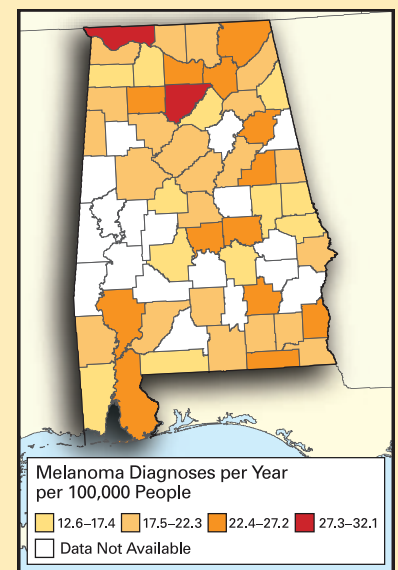 Melanoma Diagnoses per Year
per 100,000 People
12.6–17.4 17.5–22.3 22.4–27.2 27.3–32.1
Data Not Available